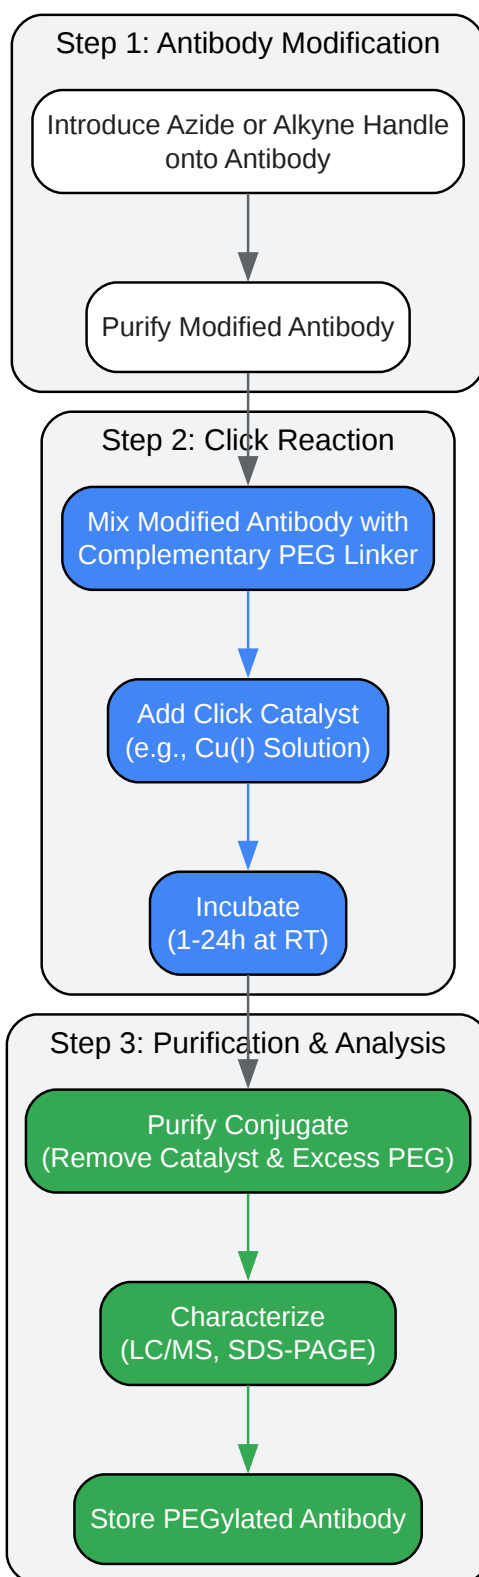 Step 1: Antibody Modification
Introduce Azide or Alkyne Handle
onto Antibody
Purify Modified Antibody
Step 2: Click Reaction
Mix Modified Antibody with
Complementary PEG Linker
Add Click Catalyst
(e.g., Cu(I) Solution)
Incubate
(1-24h at RT)
Step 3: Purification & Analysis
Purify Conjugate
(Remove Catalyst & Excess PEG)
Characterize
(LC/MS, SDS-PAGE)
Store PEGylated Antibody